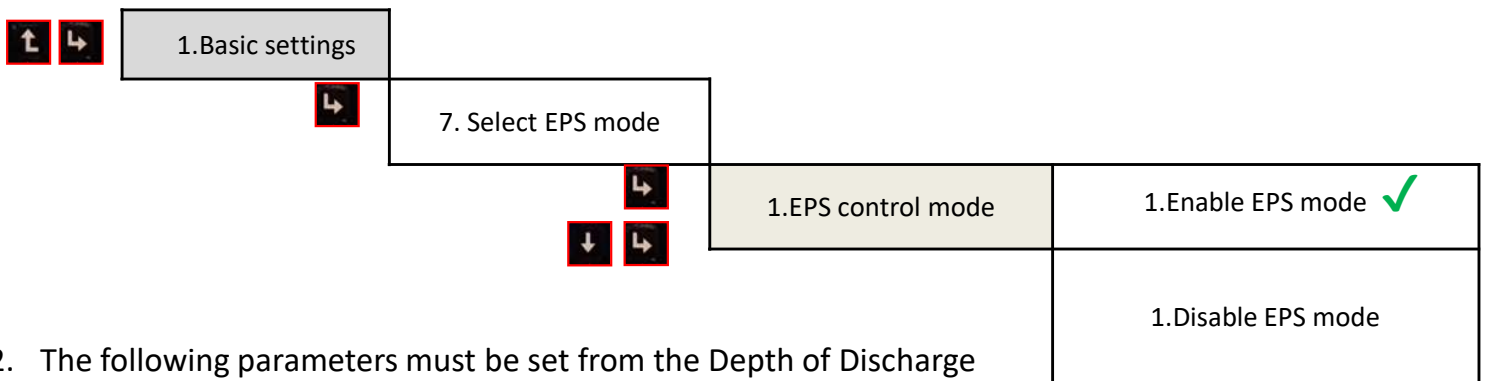 1.Basic settings
7. Select EPS mode
1.EPS control mode
1.Enable EPS mode ✓
1.Disable EPS mode
2. The following parameters must be set from the Depth of Discharge